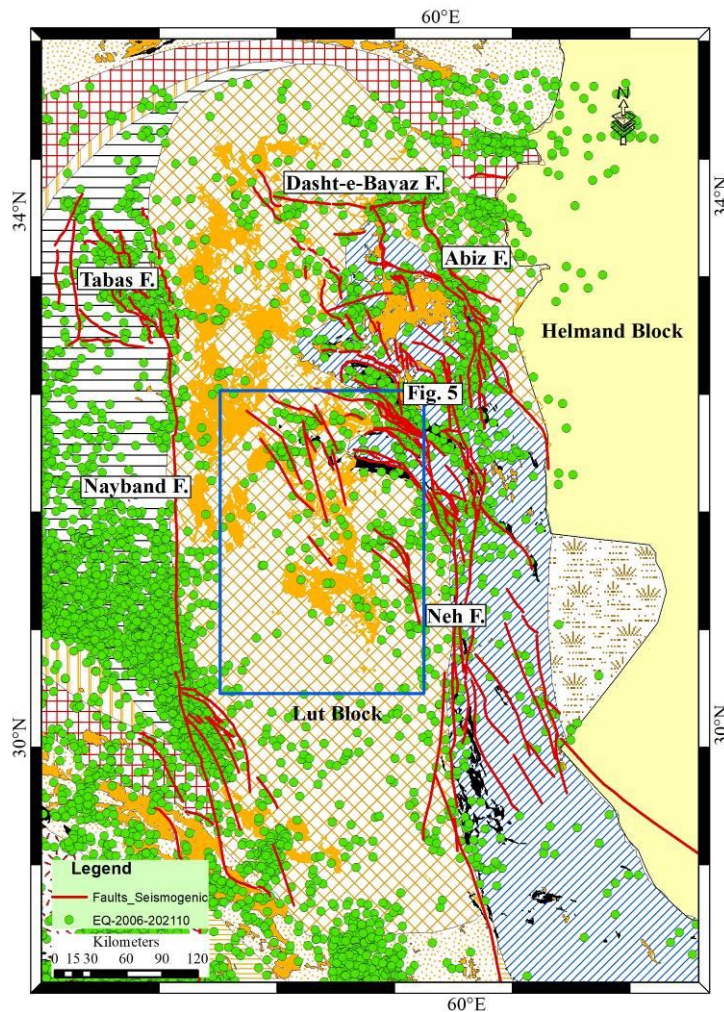 60°E
N
34°N
34°N
Dasht-e-Bayaz F.
Abiz F.
Tabas F.
Helmand Block
Fig. 5
Nayband F.
Neh F.
Lut Block
30°N
30°N
Legend
Faults_Seismogenic
EQ-2006-202110
Kilometers
0 15 30 60 90 120
60°E